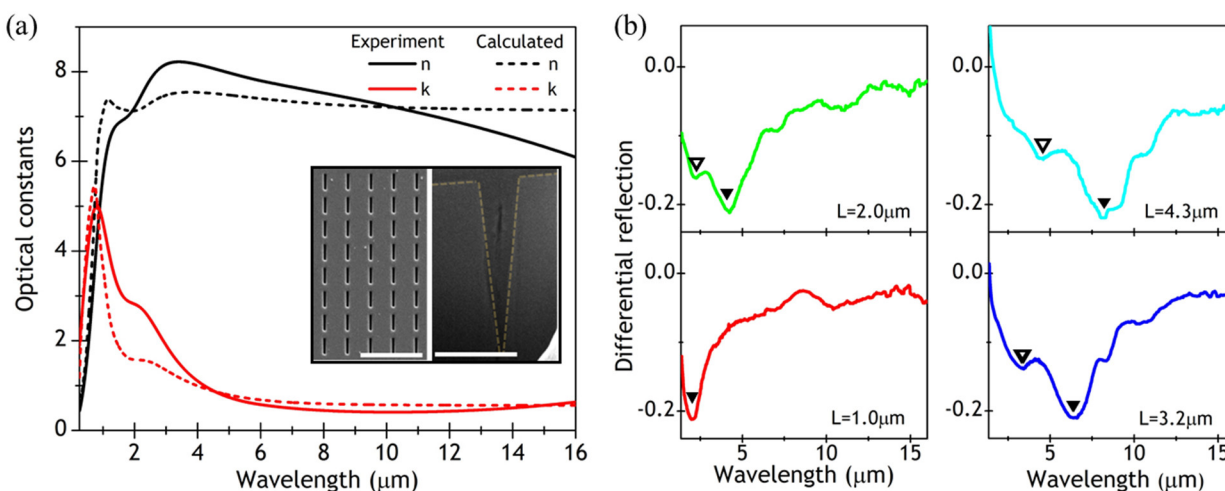 (a)
Experiment Calculated
n n
k k
8
6
4
2
0
Optical constants
2 4 6 8 10 12 14 16
Wavelength (μm)
(b)
Differential reflection
0.0
-0.2
L=2.0μm
0.0
-0.2
L=4.3μm
0.0
-0.2
L=1.0μm
5 10 15
Wavelength (μm)
0.0
-0.2
L=3.2μm
5 10 15
Wavelength (μm)